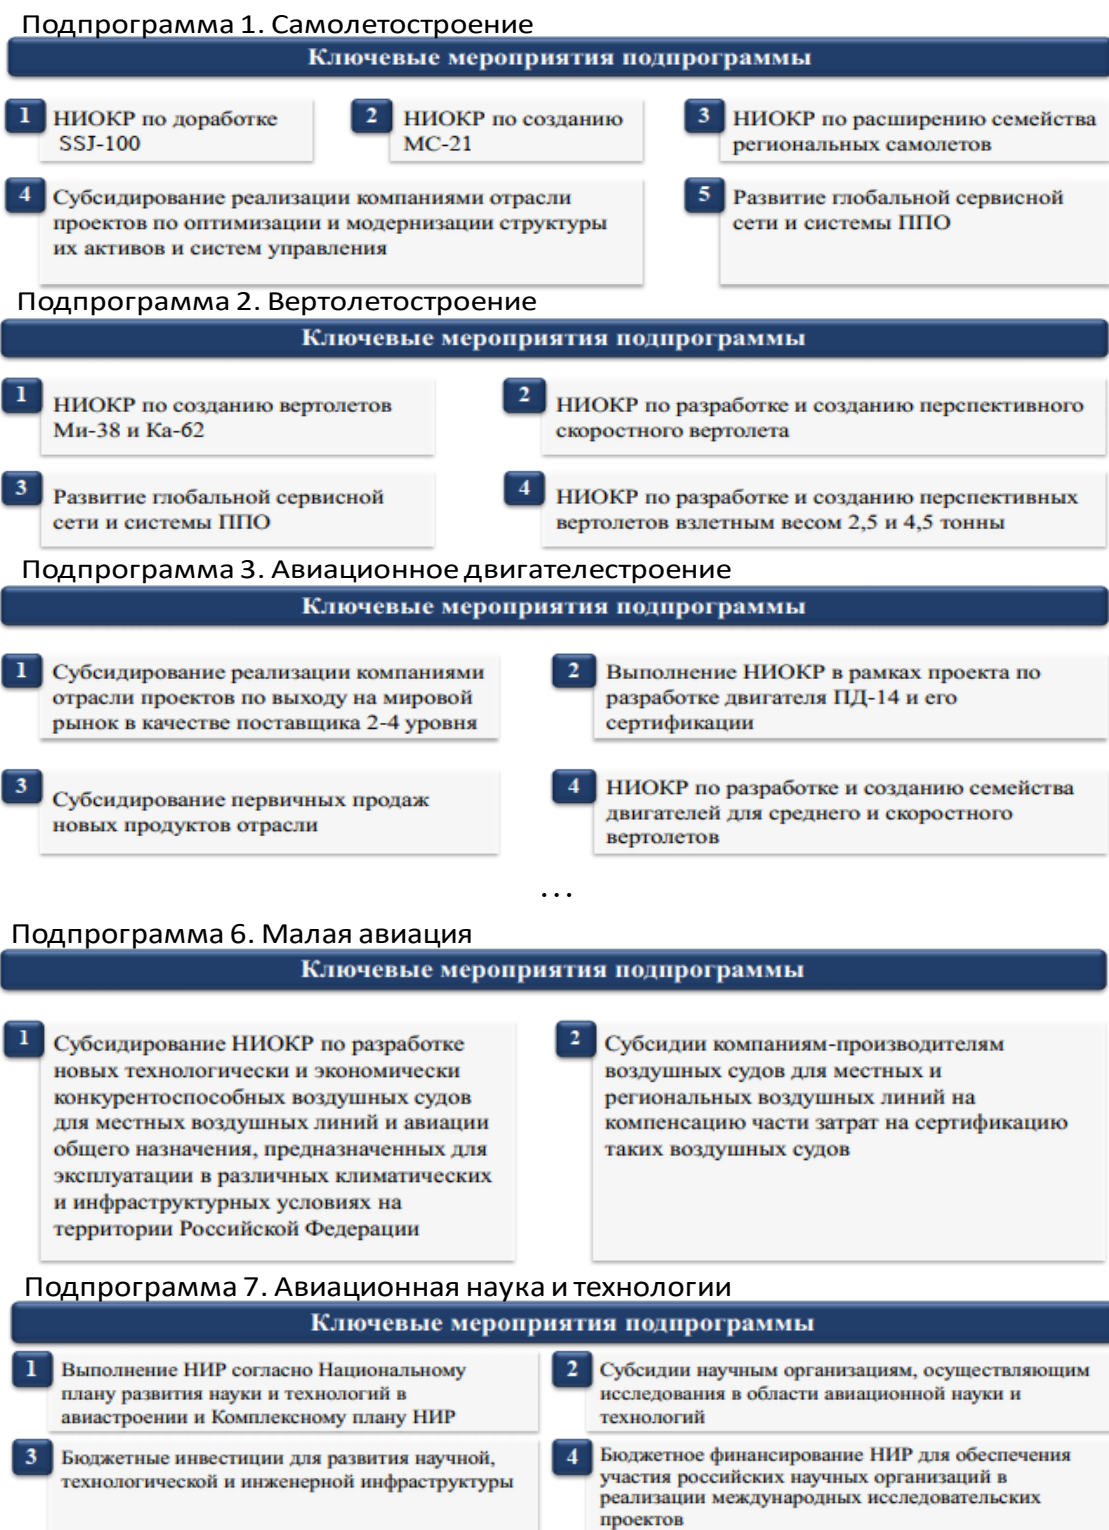 Подпрограмма 1. Самолетостроение
Ключевые мероприятия подпрограммы
1
НИОКР по доработке
SSJ-100
2
НИОКР по созданию
МС-21
3
НИОКР по расширению семейства
региональных самолетов
4
Субсидирование реализации компаниями отрасли
проектов по оптимизации и модернизации структуры
их активов и систем управления
5
Развитие глобальной сервисной
сети и системы ППО
Подпрограмма 2. Вертолетостроение
Ключевые мероприятия подпрограммы
1
НИОКР по созданию вертолетов
Ми-38 и Ка-62
2
НИОКР по разработке и созданию перспективного
скоростного вертолета
3
Развитие глобальной сервисной
сети и системы ППО
4
НИОКР по разработке и созданию перспективных
вертолетов взлетным весом 2,5 и 4,5 тонны
Подпрограмма 3. Авиационное двигателестроение
Ключевые мероприятия подпрограммы
1
Субсидирование реализации компаниями
отрасли проектов по выходу на мировой
рынок в качестве поставщика 2-4 уровня
2
Выполнение НИОКР в рамках проекта по
разработке двигателя ПД-14 и его
сертификации
3
Субсидирование первичных продаж
новых продуктов отрасли
4
НИОКР по разработке и созданию семейства
двигателей для среднего и скоростного
вертолетов
...
Подпрограмма 6. Малая авиация
Ключевые мероприятия подпрограммы
1
Субсидирование НИОКР по разработке
новых технологически и экономически
конкурентоспособных воздушных судов
для местных воздушных линий и авиации
общего назначения, предназначенных для
эксплуатации в различных климатических
и инфраструктурных условиях на
территории Российской Федерации
2
Субсидии компаниям-производителям
воздушных судов для местных и
региональных воздушных линий на
компенсацию части затрат на сертификацию
таких воздушных судов
Подпрограмма 7. Авиационная наука и технологии
Ключевые мероприятия подпрограммы
1
Выполнение НИР согласно Национальному
плану развития науки и технологий в
авиастроении и Комплексному плану НИР
2
Субсидии научным организациям, осуществляющим
исследования в области авиационной науки и
технологий
3
Бюджетные инвестиции для развития научной,
технологической и инженерной инфраструктуры
4
Бюджетное финансирование НИР для обеспечения
участия российских научных организаций в
реализации международных исследовательских
проектов